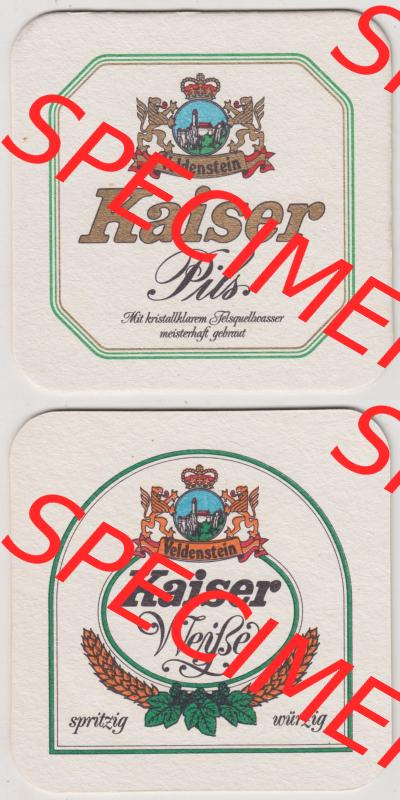 Veldenstein
Kaiser
Pils
Mit kristallklarem Felsquellwasser
meisterhaft gebraut
SPECIMEN
Veldenstein
Kaiser
Weiße
spritzig würzig
SPECIMEN